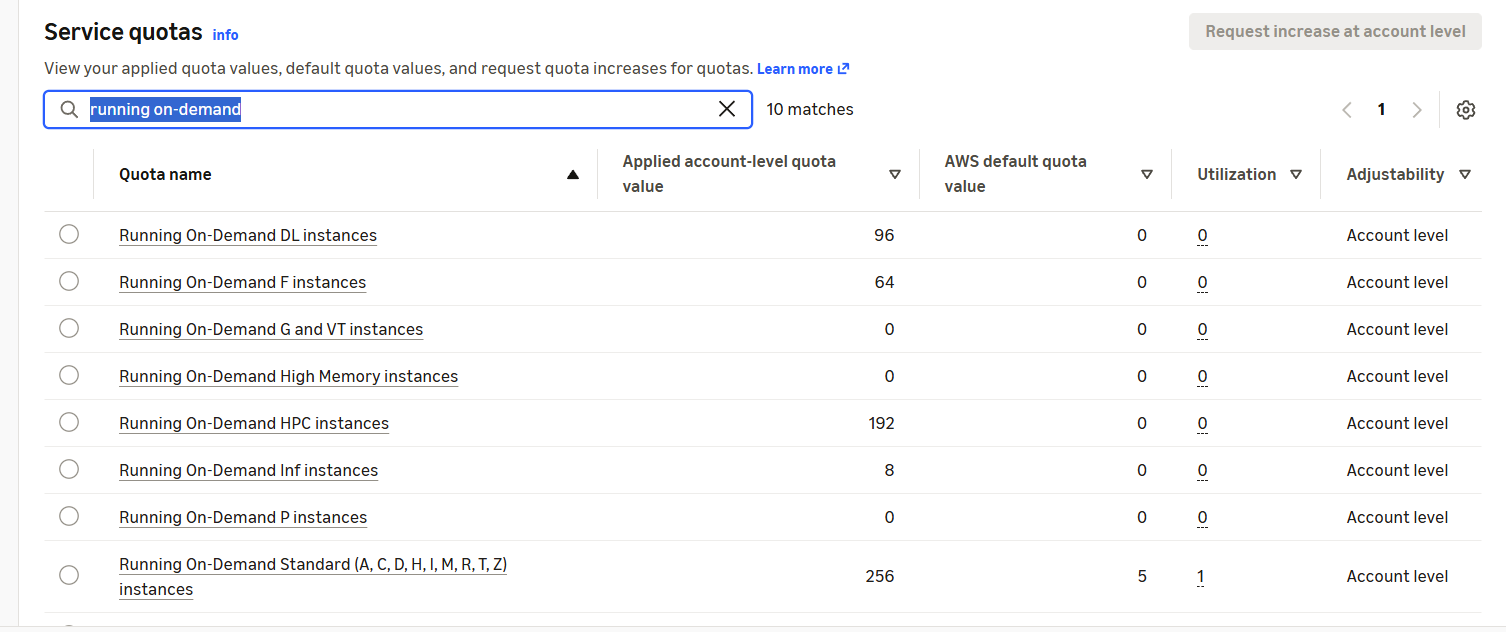 Service quotas info
Request increase at account level
View your applied quota values, default quota values, and request quota increases for quotas. Learn more
running on-demand
10 matches
1
Quota name
Applied account-level quota value
AWS default quota value
Utilization
Adjustability
Running On-Demand DL instances 96 0 0 Account level
Running On-Demand F instances 64 0 0 Account level
Running On-Demand G and VT instances 0 0 0 Account level
Running On-Demand High Memory instances 0 0 0 Account level
Running On-Demand HPC instances 192 0 0 Account level
Running On-Demand Inf instances 8 0 0 Account level
Running On-Demand P instances 0 0 0 Account level
Running On-Demand Standard (A, C, D, H, I, M, R, T, Z)
instances 256 5 1 Account level